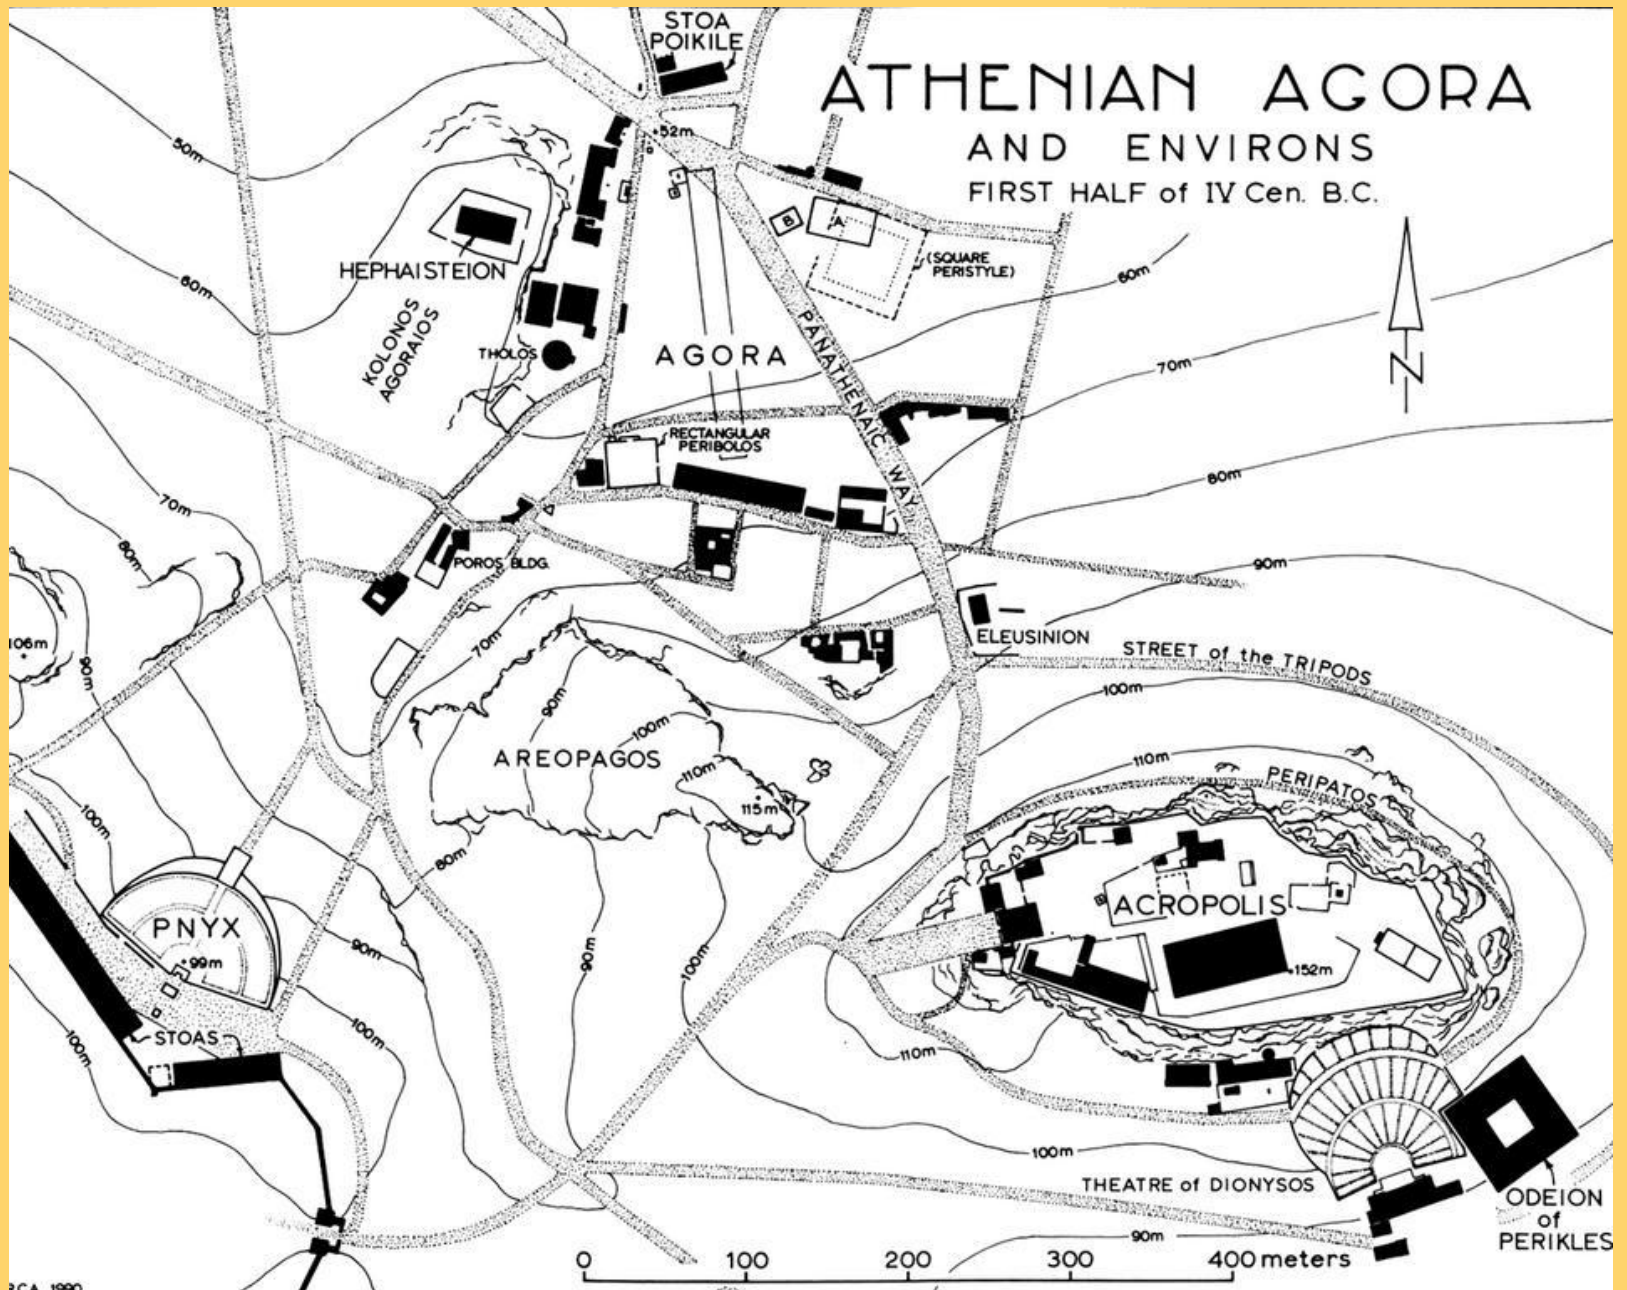 STOA
POIKILE
ATHENIAN AGORA
AND ENVIRONS
FIRST HALF of IV Cen. B.C.
52m
50m
B
A
HEPHAISTEION
(SQUARE
PERISTYLE)
60m
60m
KOLONOS
AGORAIOS
PANATHENAIC WAY
THOLOS
AGORA
70m
N
RECTANGULAR
PERIBOLOS
80m
70m
80m
POROS BLDG.
90m
106m
70m
ELEUSINION
STREET of the TRIPODS
90m
90m
100m
100m
AREOPAGOS
110m
110m
PERIPATOS
115m
100m
80m
ACROPOLIS
PNYX
99m
90m
90m
100m
152m
STOAS
100m
100m
110m
100m
THEATRE of DIONYSOS
ODEION
of
PERIKLES
90m
0 100 200 300 400 meters
1990